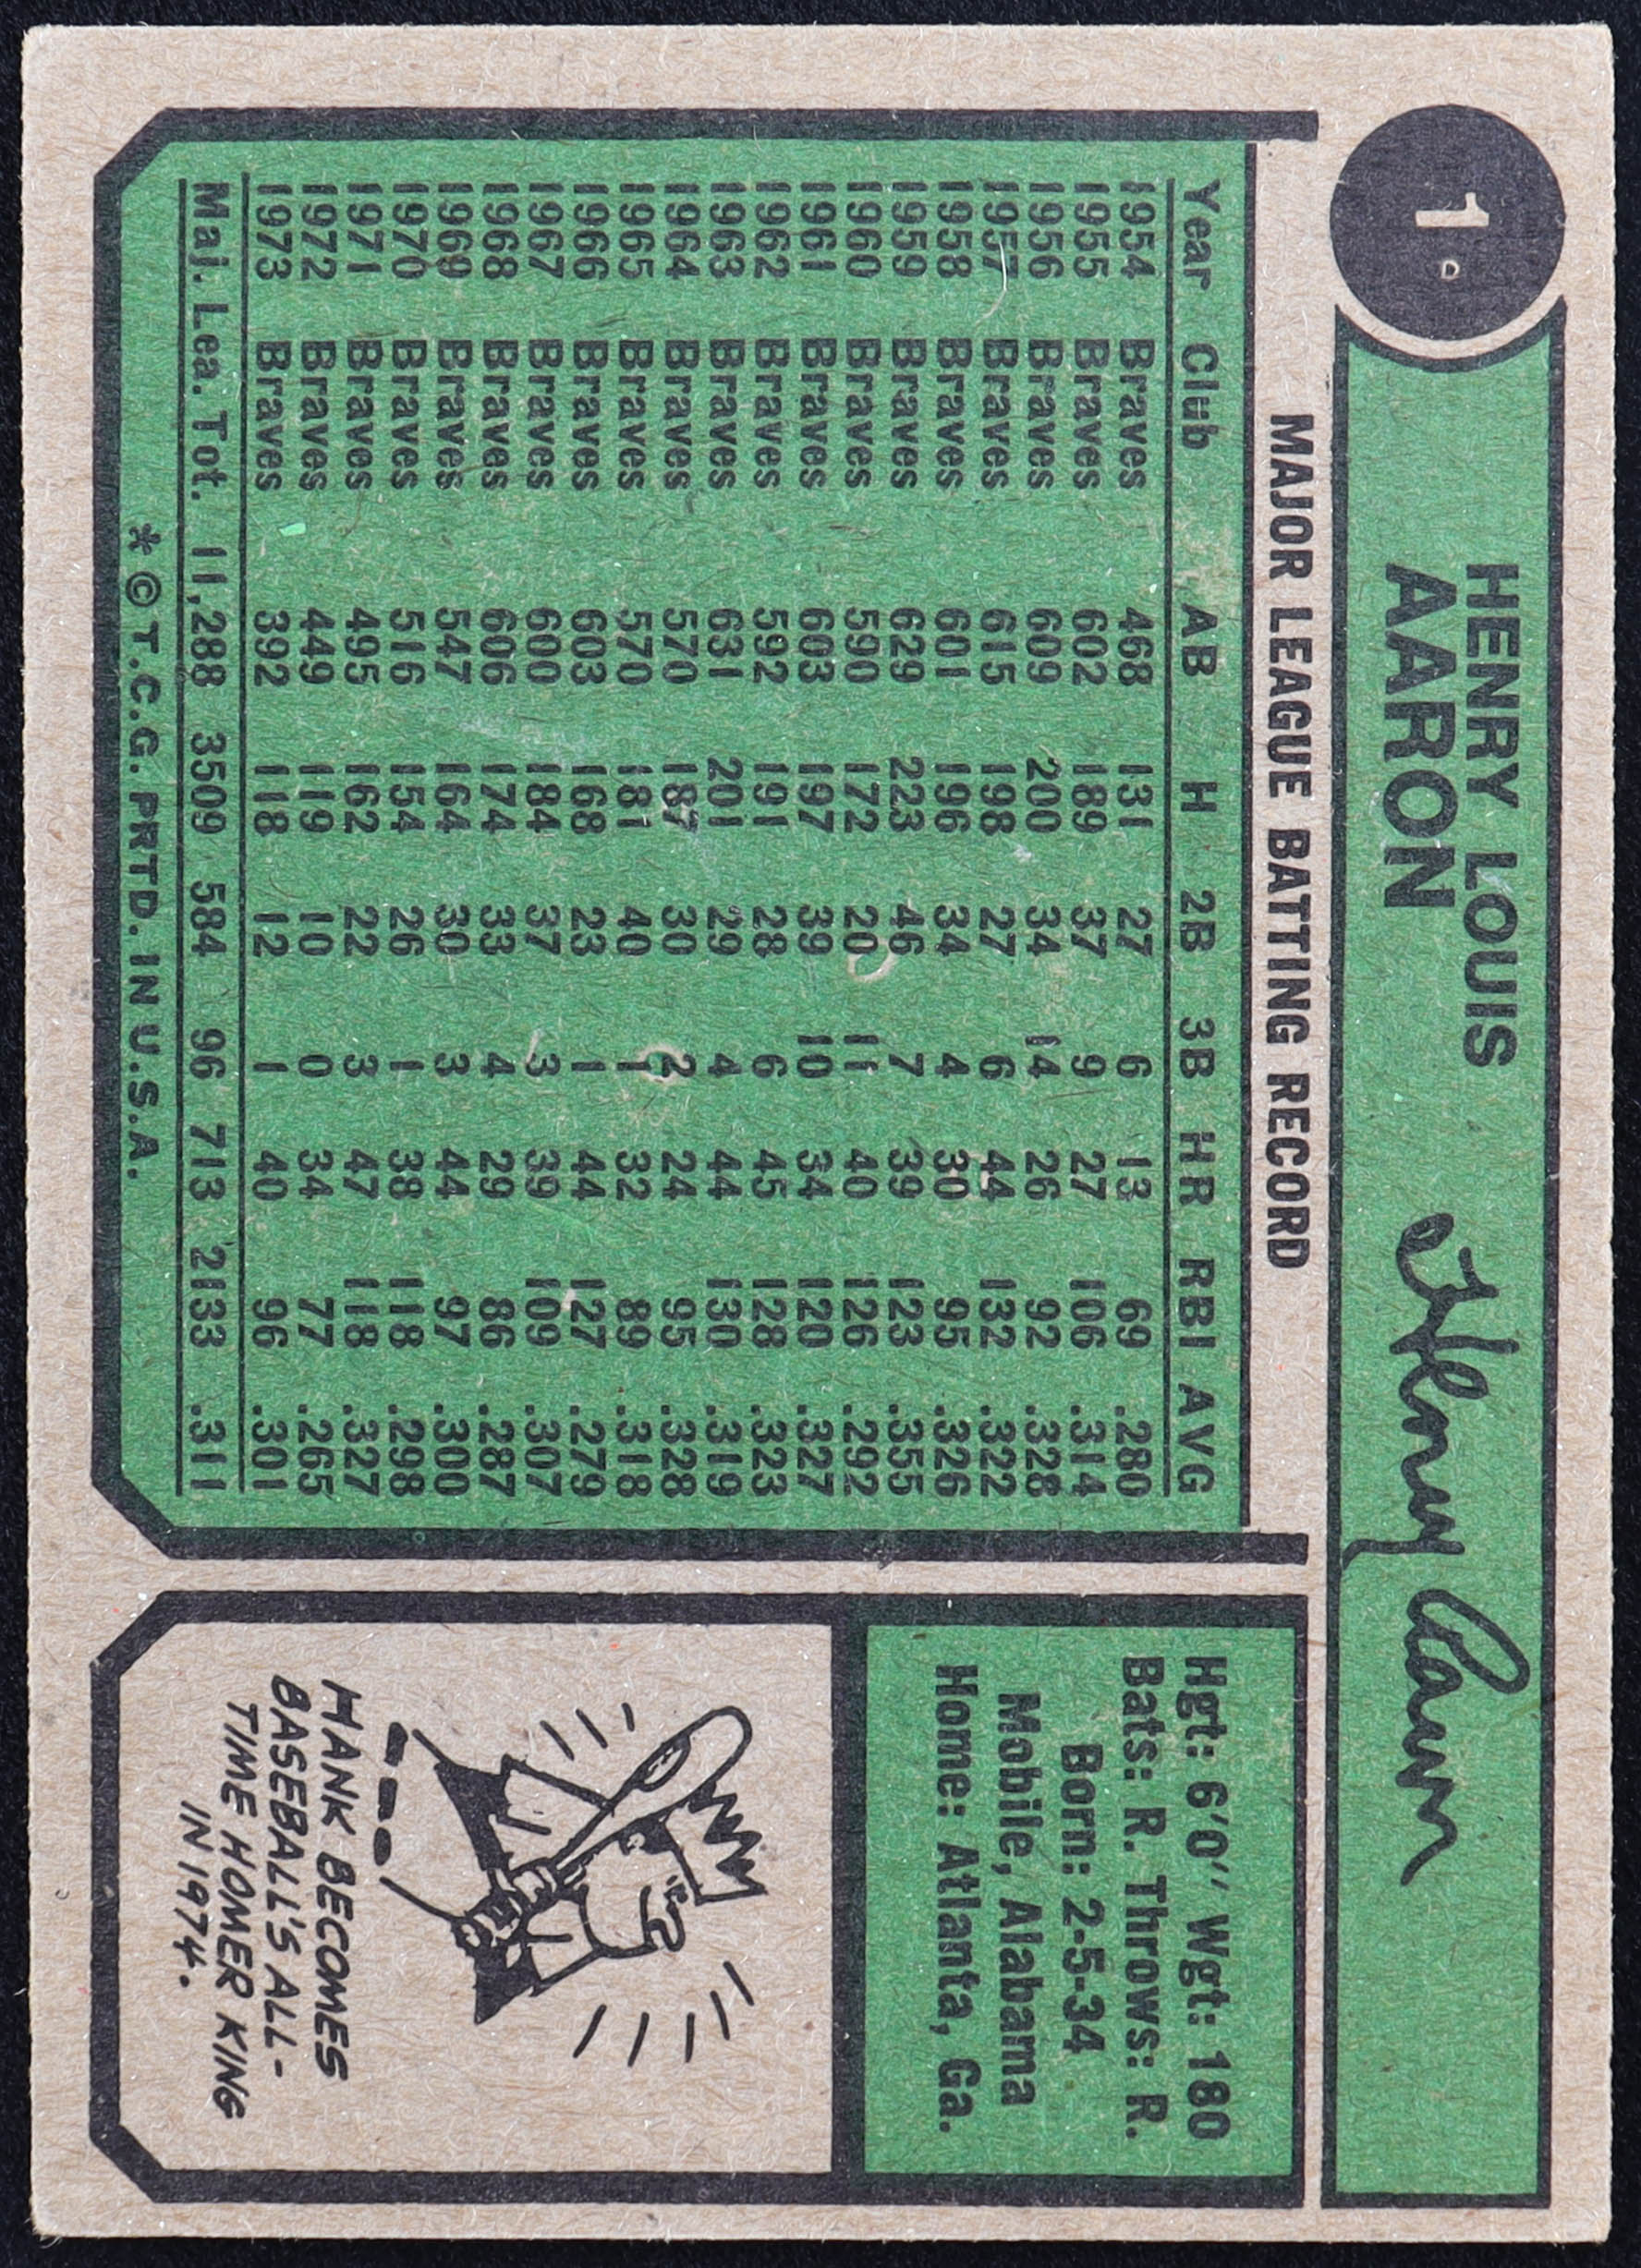 1
D
HENRY LOUIS
AARON
Henry Aaron
MAJOR LEAGUE BATTING RECORD
Year Club AB H 2B 3B HR RBI AVG
1954 Braves 468 131 27 6 13 69 .280
1955 Braves 602 189 37 9 27 106 .314
1956 Braves 609 200 34 14 26 92 .328
1957 Braves 615 198 27 6 44 132 .322
1958 Braves 601 196 34 4 30 95 .326
1959 Braves 629 223 46 7 39 123 .355
1960 Braves 590 172 20 11 40 126 .292
1961 Braves 603 197 39 10 34 120 .327
1962 Braves 592 191 28 6 45 128 .323
1963 Braves 631 201 29 4 44 130 .319
1964 Braves 570 187 30 2 24 95 .328
1965 Braves 570 181 40 1 32 89 .318
1966 Braves 603 168 23 1 44 127 .279
1967 Braves 600 184 37 3 39 109 .307
1968 Braves 606 174 33 4 29 86 .287
1969 Braves 547 164 30 3 44 97 .300
1970 Braves 516 154 26 1 38 118 .298
1971 Braves 495 162 22 3 47 118 .327
1972 Braves 449 119 10 0 34 77 .265
1973 Braves 392 118 12 1 40 96 .301
Maj. Lea. Tot. 11,288 3509 584 96 713 2133 .311
* © T.C.G. PRTD. IN U.S.A.
Hgt: 6'0" Wgt: 180
Bats: R. Throws: R.
Born: 2-5-34
Mobile, Alabama
Home: Atlanta, Ga.
HANK BECOMES
BASEBALL'S ALL-
TIME HOMER KING
IN 1974.